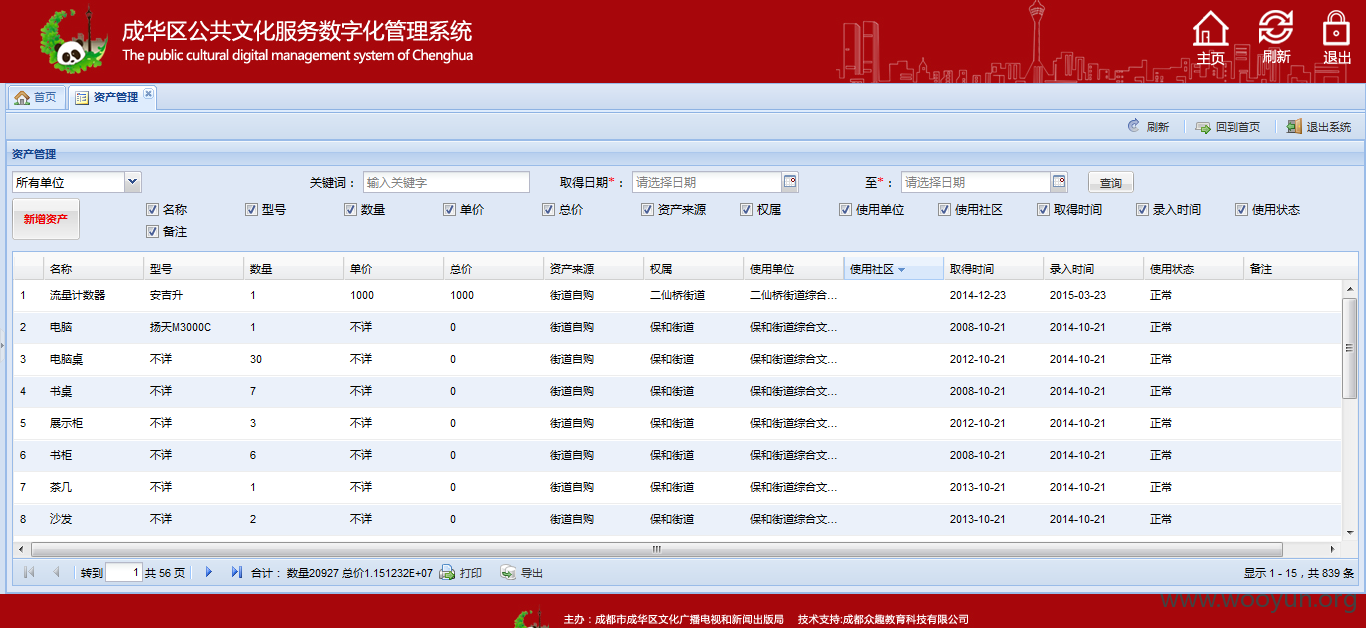 成华区公共文化服务数字化管理系统
The public cultural digital management system of Chenghua
主页 刷新 退出
首页 资产管理
刷新 回到首页 退出系统
资产管理
所有单位 关键词： 输入关键字 取得日期*： 请选择日期 至*： 请选择日期 查询
新增资产 名称 型号 数量 单价 总价 资产来源 权属 使用单位 使用社区 取得时间 录入时间 使用状态
备注
名称 型号 数量 单价 总价 资产来源 权属 使用单位 使用社区 取得时间 录入时间 使用状态 备注
1 流量计数器 安吉升 1 1000 1000 街道自购 二仙桥街道 二仙桥街道综合... 2014-12-23 2015-03-23 正常
2 电脑 扬天M3000C 1 不详 0 街道自购 保和街道 保和街道综合文... 2008-10-21 2014-10-21 正常
3 电脑桌 不详 30 不详 0 街道自购 保和街道 保和街道综合文... 2012-10-21 2014-10-21 正常
4 书桌 不详 7 不详 0 街道自购 保和街道 保和街道综合文... 2008-10-21 2014-10-21 正常
5 展示柜 不详 3 不详 0 街道自购 保和街道 保和街道综合文... 2012-10-21 2014-10-21 正常
6 书柜 不详 6 不详 0 街道自购 保和街道 保和街道综合文... 2008-10-21 2014-10-21 正常
7 茶几 不详 1 不详 0 街道自购 保和街道 保和街道综合文... 2013-10-21 2014-10-21 正常
8 沙发 不详 2 不详 0 街道自购 保和街道 保和街道综合文... 2013-10-21 2014-10-21 正常
转到 1 共 56 页 合计： 数量20927 总价1.151232E+07 打印 导出 显示 1 - 15，共 839 条
www.wooyun.org
主办：成都市成华区文化广播电视和新闻出版局 技术支持:成都众趣教育科技有限公司